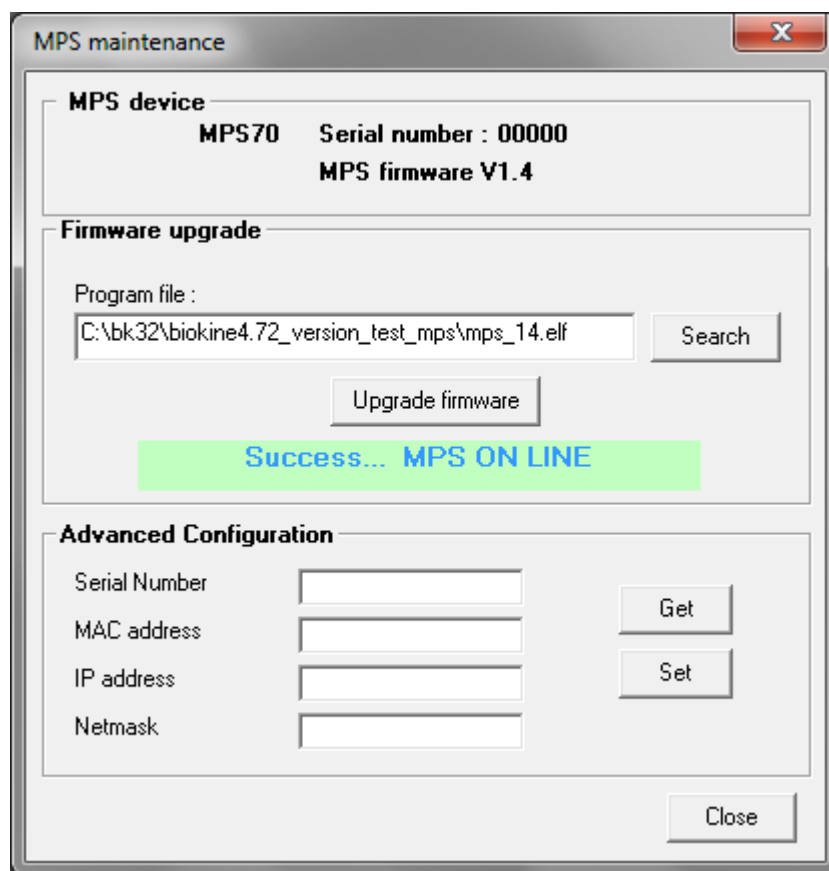 MPS maintenance
MPS device
MPS70 Serial number : 00000
MPS firmware V1.4
Firmware upgrade
Program file :
C:\bk32\biokine4.72_version_test_mps\mps_14.elf
Search
Upgrade firmware
Success... MPS ON LINE
Advanced Configuration
Serial Number
MAC address
IP address
Netmask
Get
Set
Close